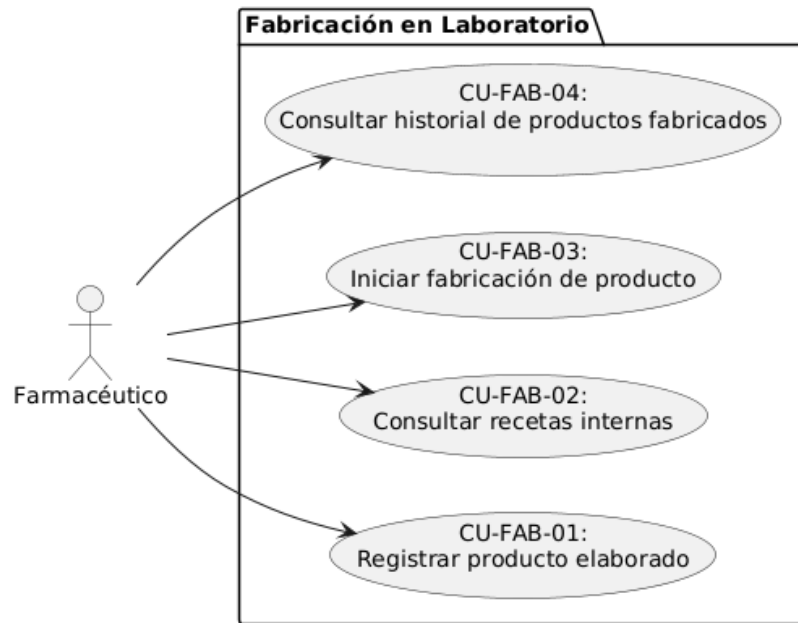 Fabricación en Laboratorio
CU-FAB-04:
Consultar historial de productos fabricados
CU-FAB-03:
Iniciar fabricación de producto
Farmacéutico
CU-FAB-02:
Consultar recetas internas
CU-FAB-01:
Registrar producto elaborado